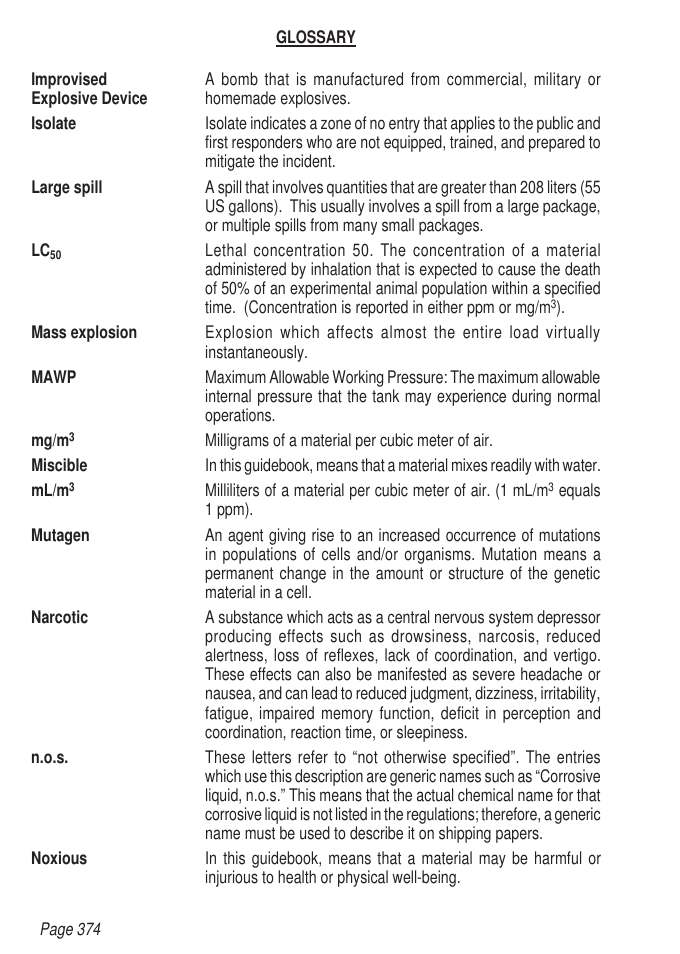 GLOSSARY
Improvised
Explosive Device
A bomb that is manufactured from commercial, military or
homemade explosives.
Isolate
Isolate indicates a zone of no entry that applies to the public and
first responders who are not equipped, trained, and prepared to
mitigate the incident.
Large spill
A spill that involves quantities that are greater than 208 liters (55
US gallons). This usually involves a spill from a large package,
or multiple spills from many small packages.
LC50
Lethal concentration 50. The concentration of a material
administered by inhalation that is expected to cause the death
of 50% of an experimental animal population within a specified
time. (Concentration is reported in either ppm or mg/m³).
Mass explosion
Explosion which affects almost the entire load virtually
instantaneously.
MAWP
Maximum Allowable Working Pressure: The maximum allowable
internal pressure that the tank may experience during normal
operations.
mg/m³
Milligrams of a material per cubic meter of air.
Miscible
In this guidebook, means that a material mixes readily with water.
mL/m³
Milliliters of a material per cubic meter of air. (1 mL/m³ equals
1 ppm).
Mutagen
An agent giving rise to an increased occurrence of mutations
in populations of cells and/or organisms. Mutation means a
permanent change in the amount or structure of the genetic
material in a cell.
Narcotic
A substance which acts as a central nervous system depressor
producing effects such as drowsiness, narcosis, reduced
alertness, loss of reflexes, lack of coordination, and vertigo.
These effects can also be manifested as severe headache or
nausea, and can lead to reduced judgment, dizziness, irritability,
fatigue, impaired memory function, deficit in perception and
coordination, reaction time, or sleepiness.
n.o.s.
These letters refer to “not otherwise specified”. The entries
which use this description are generic names such as “Corrosive
liquid, n.o.s.” This means that the actual chemical name for that
corrosive liquid is not listed in the regulations; therefore, a generic
name must be used to describe it on shipping papers.
Noxious
In this guidebook, means that a material may be harmful or
injurious to health or physical well-being.
Page 374